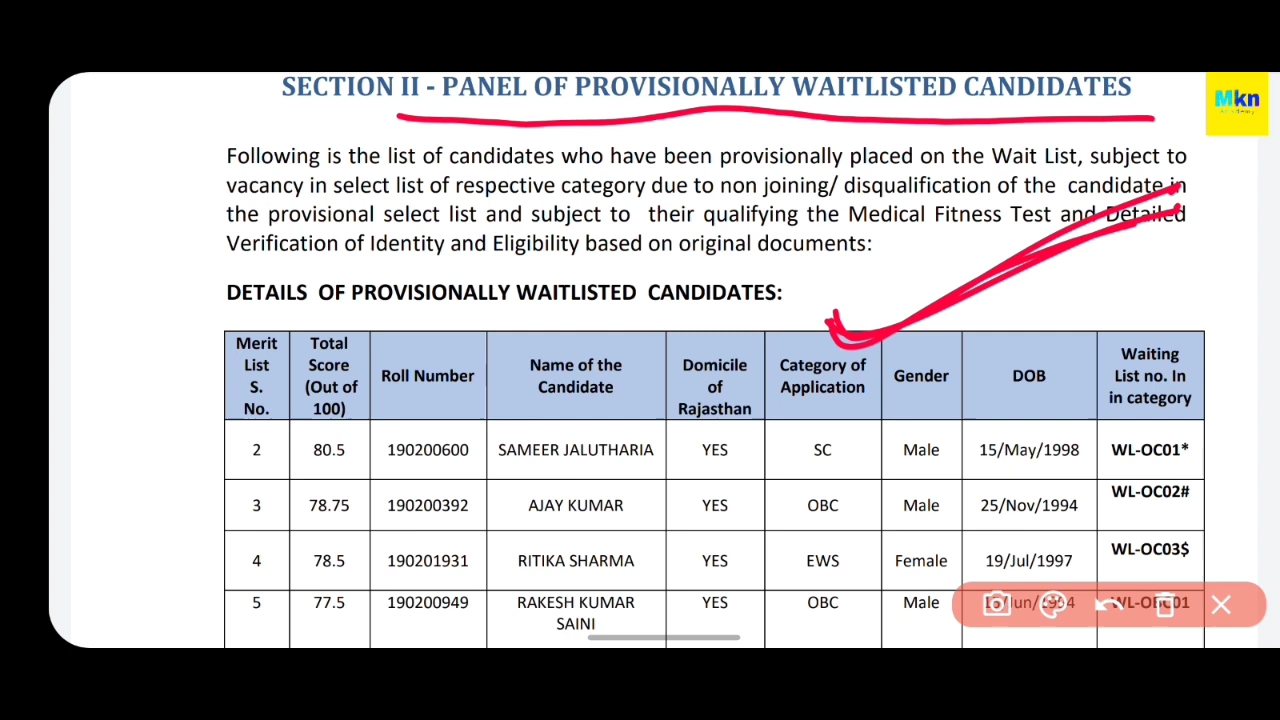 SECTION II - PANEL OF PROVISIONALLY WAITLISTED CANDIDATES
Mkn
Academy
Following is the list of candidates who have been provisionally placed on the Wait List, subject to
vacancy in select list of respective category due to non joining/ disqualification of the candidate in
the provisional select list and subject to their qualifying the Medical Fitness Test and Detailed
Verification of Identity and Eligibility based on original documents:
DETAILS OF PROVISIONALLY WAITLISTED CANDIDATES:
Merit List S. No. Total Score (Out of 100) Roll Number Name of the Candidate Domicile of Rajasthan Category of Application Gender DOB Waiting List no. In in category
2 80.5 190200600 SAMEER JALUTHARIA YES SC Male 15/May/1998 WL-OC01*
3 78.75 190200392 AJAY KUMAR YES OBC Male 25/Nov/1994 WL-OC02#
4 78.5 190201931 RITIKA SHARMA YES EWS Female 19/Jul/1997 WL-OC03$
5 77.5 190200949 RAKESH KUMAR SAINI YES OBC Male WL-OBC01